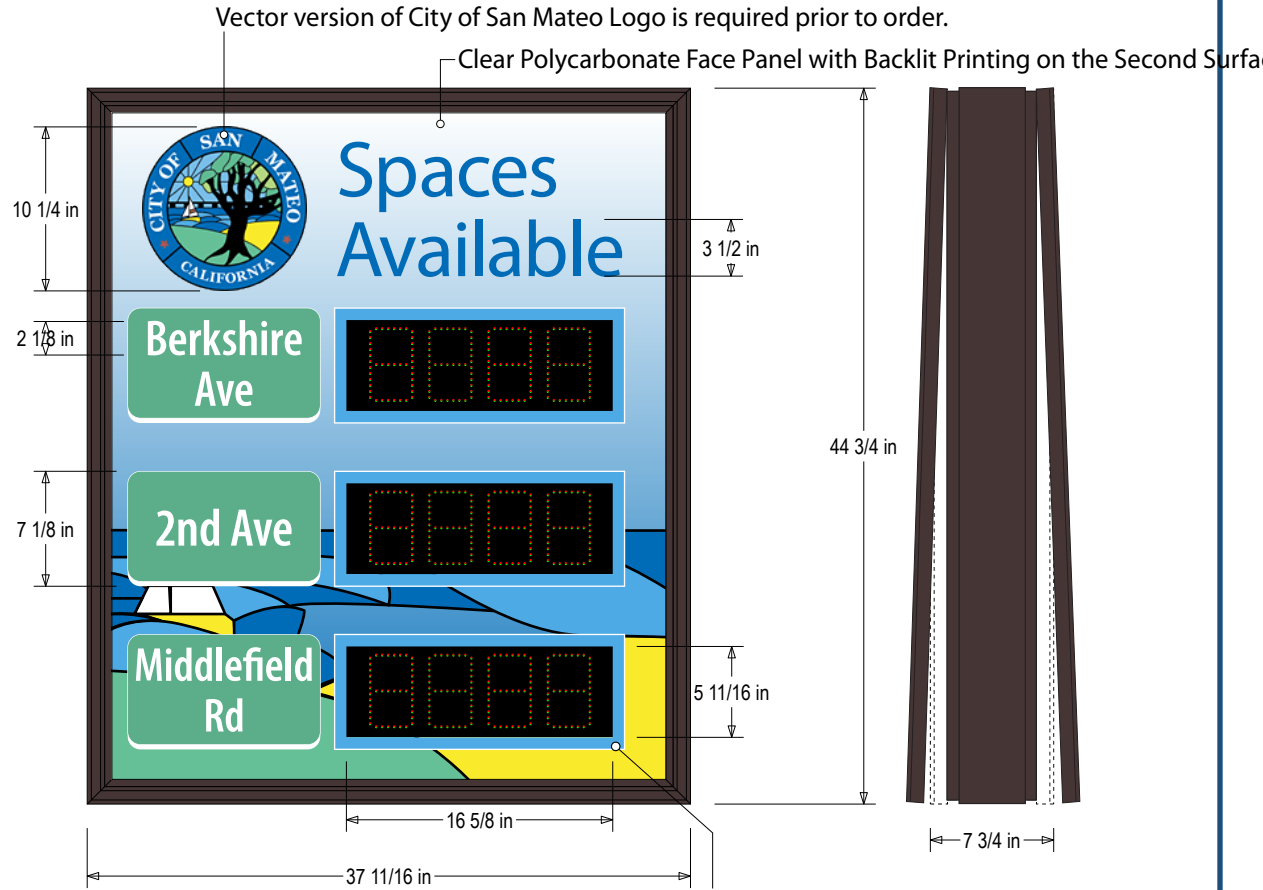 Vector version of City of San Mateo Logo is required prior to order.
Clear Polycarbonate Face Panel with Backlit Printing on the Second
CITY OF SAN MATEO
CALIFORNIA
Spaces
Available
10 1/4 in
3 1/2 in
2 1/8 in
Berkshire
Ave
44 3/4 in
7 1/8 in
2nd Ave
Middlefield
Rd
5 11/16 in
16 5/8 in
7 3/4 in
37 11/16 in